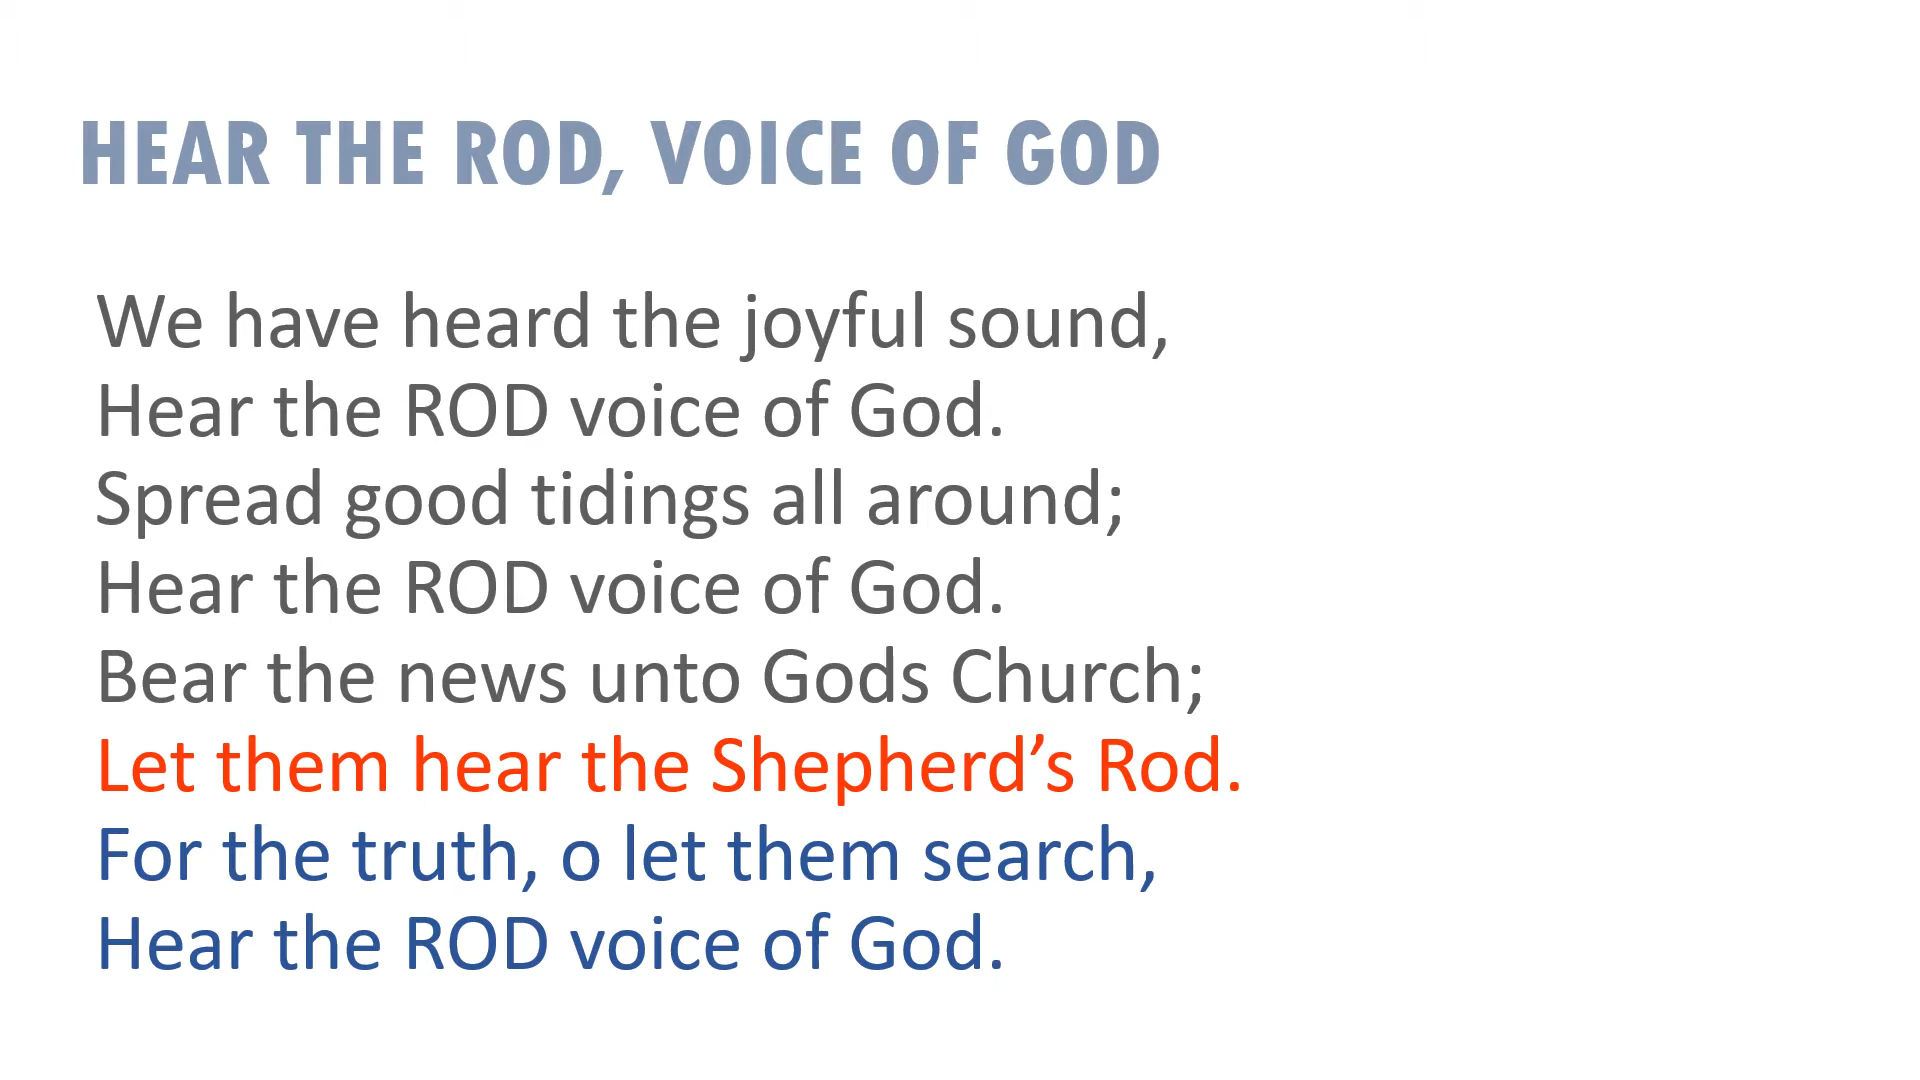 HEAR THE ROD, VOICE OF GOD
We have heard the joyful sound,
Hear the ROD voice of God.
Spread good tidings all around;
Hear the ROD voice of God.
Bear the news unto Gods Church;
Let them hear the Shepherd’s Rod.
For the truth, o let them search,
Hear the ROD voice of God.